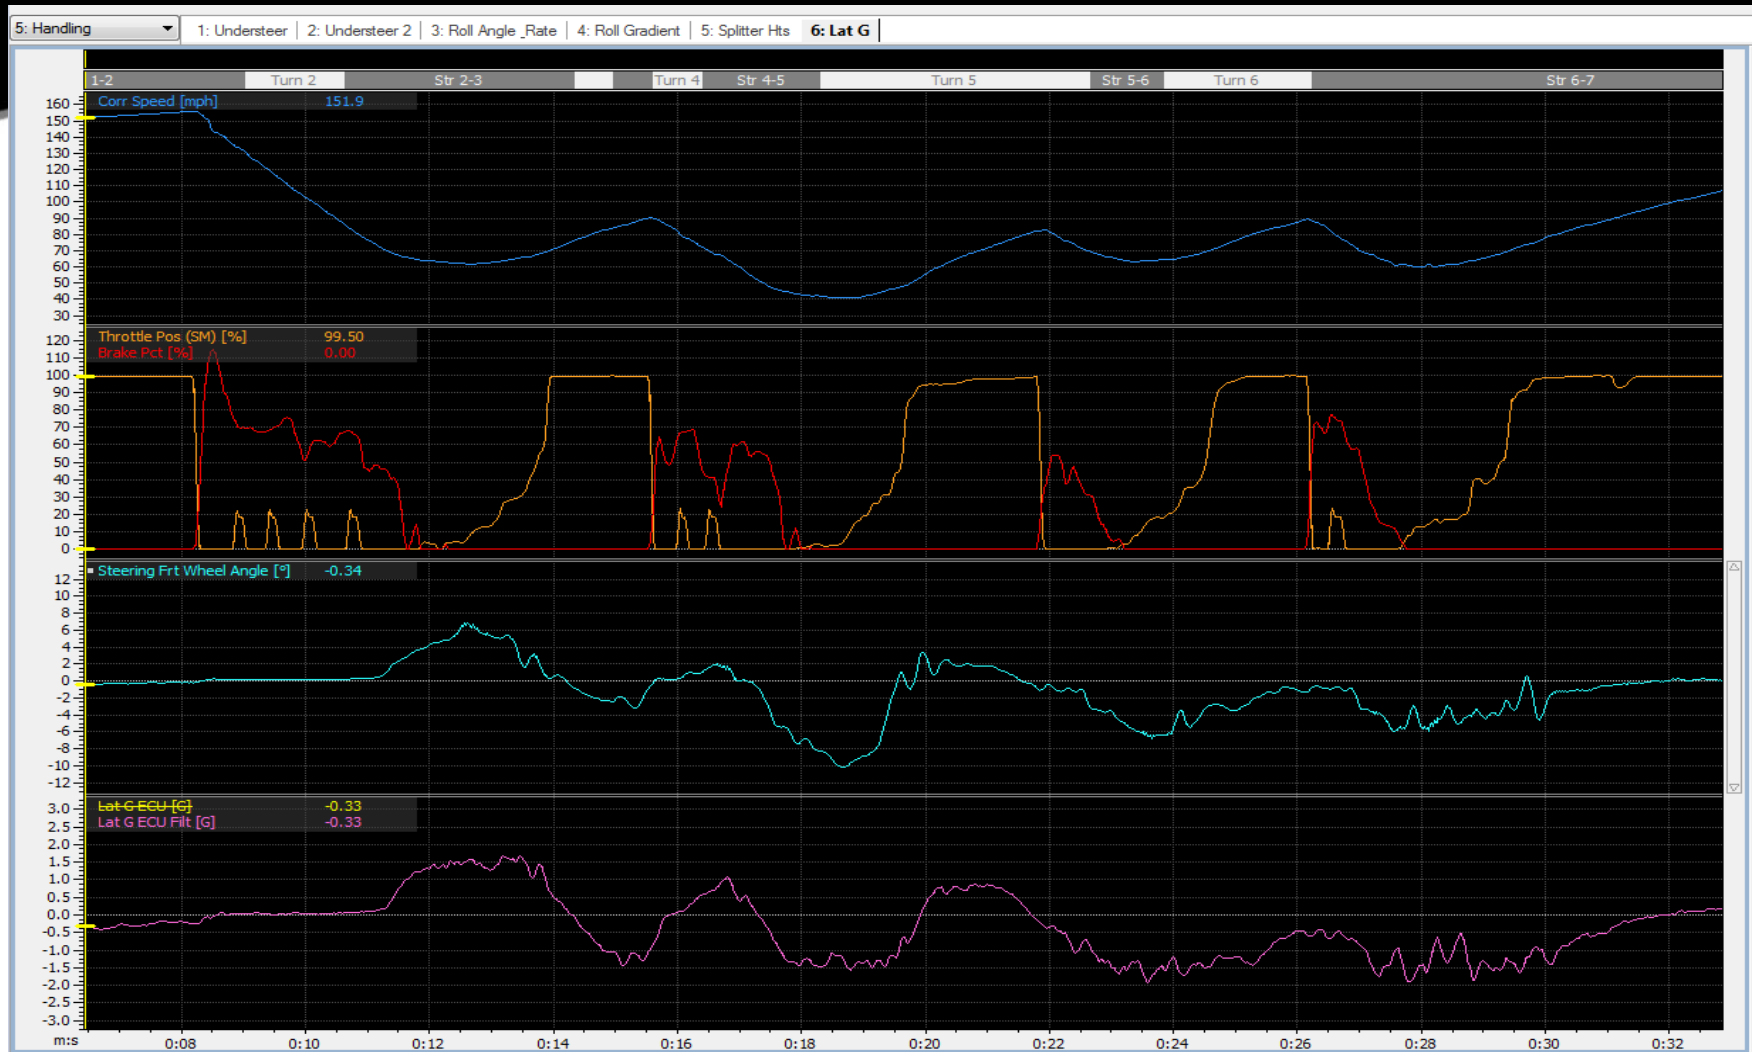 5: Handling
1: Understeer
2: Understeer 2
3: Roll Angle _Rate
4: Roll Gradient
5: Splitter Hts
6: Lat G
1-2
Turn 2
Str 2-3
Turn 4
Str 4-5
Turn 5
Str 5-6
Turn 6
Str 6-7
Corr Speed [mph] 151.9
160
150
140
130
120
110
100
90
80
70
60
50
40
30
Throttle Pos (SM) [%] 99.50
Brake Pct [%] 0.00
120
110
100
90
80
70
60
50
40
30
20
10
0
Steering Frt Wheel Angle [°] -0.34
12
10
8
6
4
2
0
-2
-4
-6
-8
-10
-12
Lat G ECU [G] -0.33
Lat G ECU Filt [G] -0.33
3.0
2.5
2.0
1.5
1.0
0.5
0.0
-0.5
-1.0
-1.5
-2.0
-2.5
-3.0
m:s 0:08 0:10 0:12 0:14 0:16 0:18 0:20 0:22 0:24 0:26 0:28 0:30 0:32